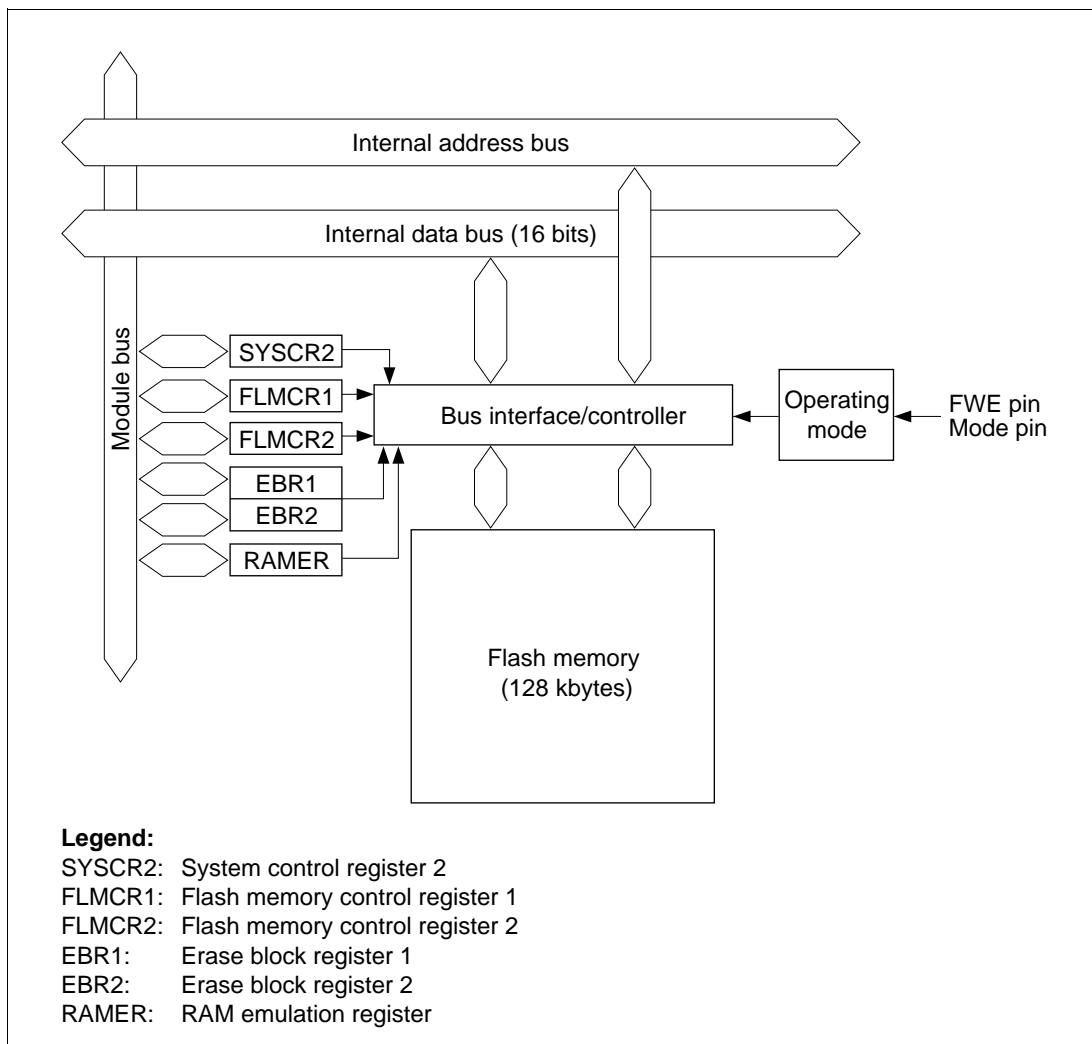 Internal address bus
Internal data bus (16 bits)
Module bus
SYSCR2
FLMCR1
FLMCR2
EBR1
EBR2
RAMER
Bus interface/controller
Operating
mode
FWE pin
Mode pin
Flash memory
(128 kbytes)
Legend:
SYSCR2: System control register 2
FLMCR1: Flash memory control register 1
FLMCR2: Flash memory control register 2
EBR1: Erase block register 1
EBR2: Erase block register 2
RAMER: RAM emulation register